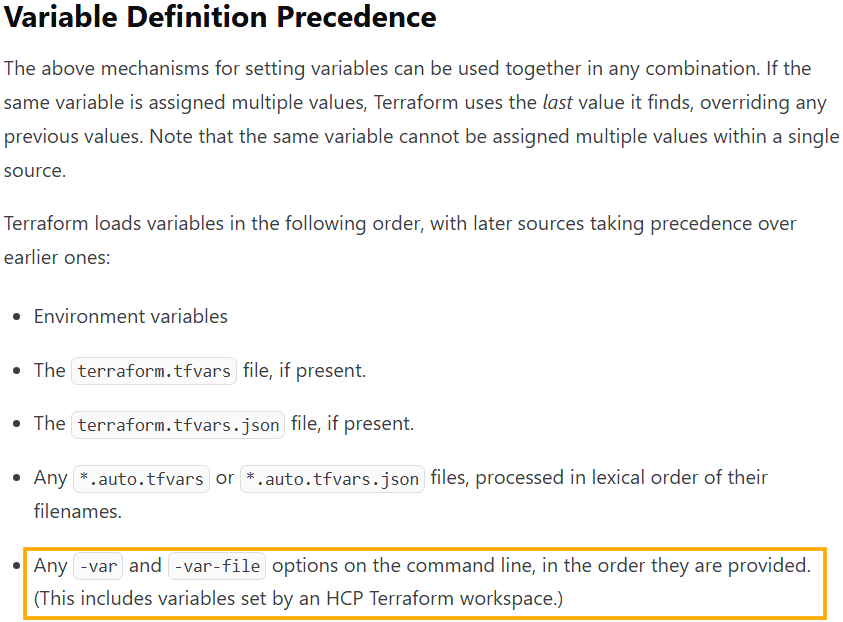 Variable Definition Precedence
The above mechanisms for setting variables can be used together in any combination. If the
same variable is assigned multiple values, Terraform uses the last value it finds, overriding any
previous values. Note that the same variable cannot be assigned multiple values within a single
source.
Terraform loads variables in the following order, with later sources taking precedence over
earlier ones:
• Environment variables
• The terraform.tfvars file, if present.
• The terraform.tfvars.json file, if present.
• Any *.auto.tfvars or *.auto.tfvars.json files, processed in lexical order of their
filenames.
• Any -var and -var-file options on the command line, in the order they are provided.
(This includes variables set by an HCP Terraform workspace.)